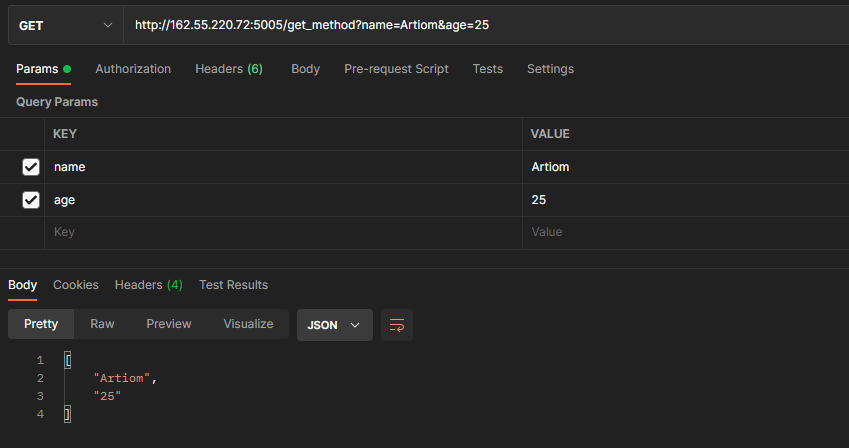 GET http://162.55.220.72:5005/get_method?name=Artiom&age=25
Params Authorization Headers (6) Body Pre-request Script Tests Settings
Query Params
KEY VALUE
name Artiom
age 25
Key Value
Body Cookies Headers (4) Test Results
Pretty Raw Preview Visualize JSON
1 [
2 "Artiom",
3 "25"
4 ]